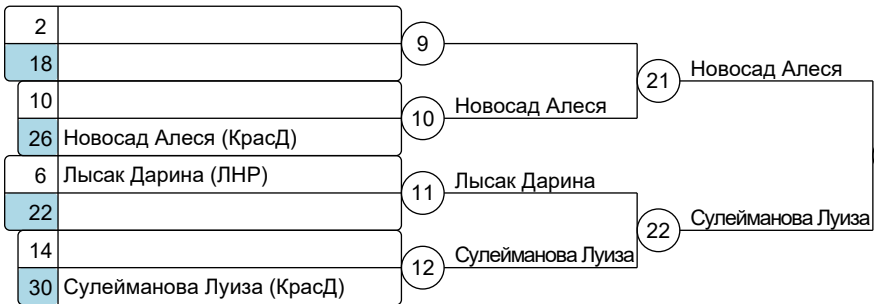 2
18
9
10
26 Новосад Алеся (КрасД)
10 Новосад Алеся
21 Новосад Алеся
6 Лысак Дарина (ЛНР)
22
11 Лысак Дарина
14
30 Сулейманова Луиза (КрасД)
12 Сулейманова Луиза
22 Сулейманова Луиза